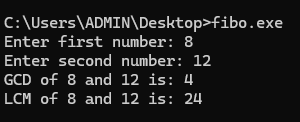 C:\Users\ADMIN\Desktop>fibo.exe
Enter first number: 8
Enter second number: 12
GCD of 8 and 12 is: 4
LCM of 8 and 12 is: 24